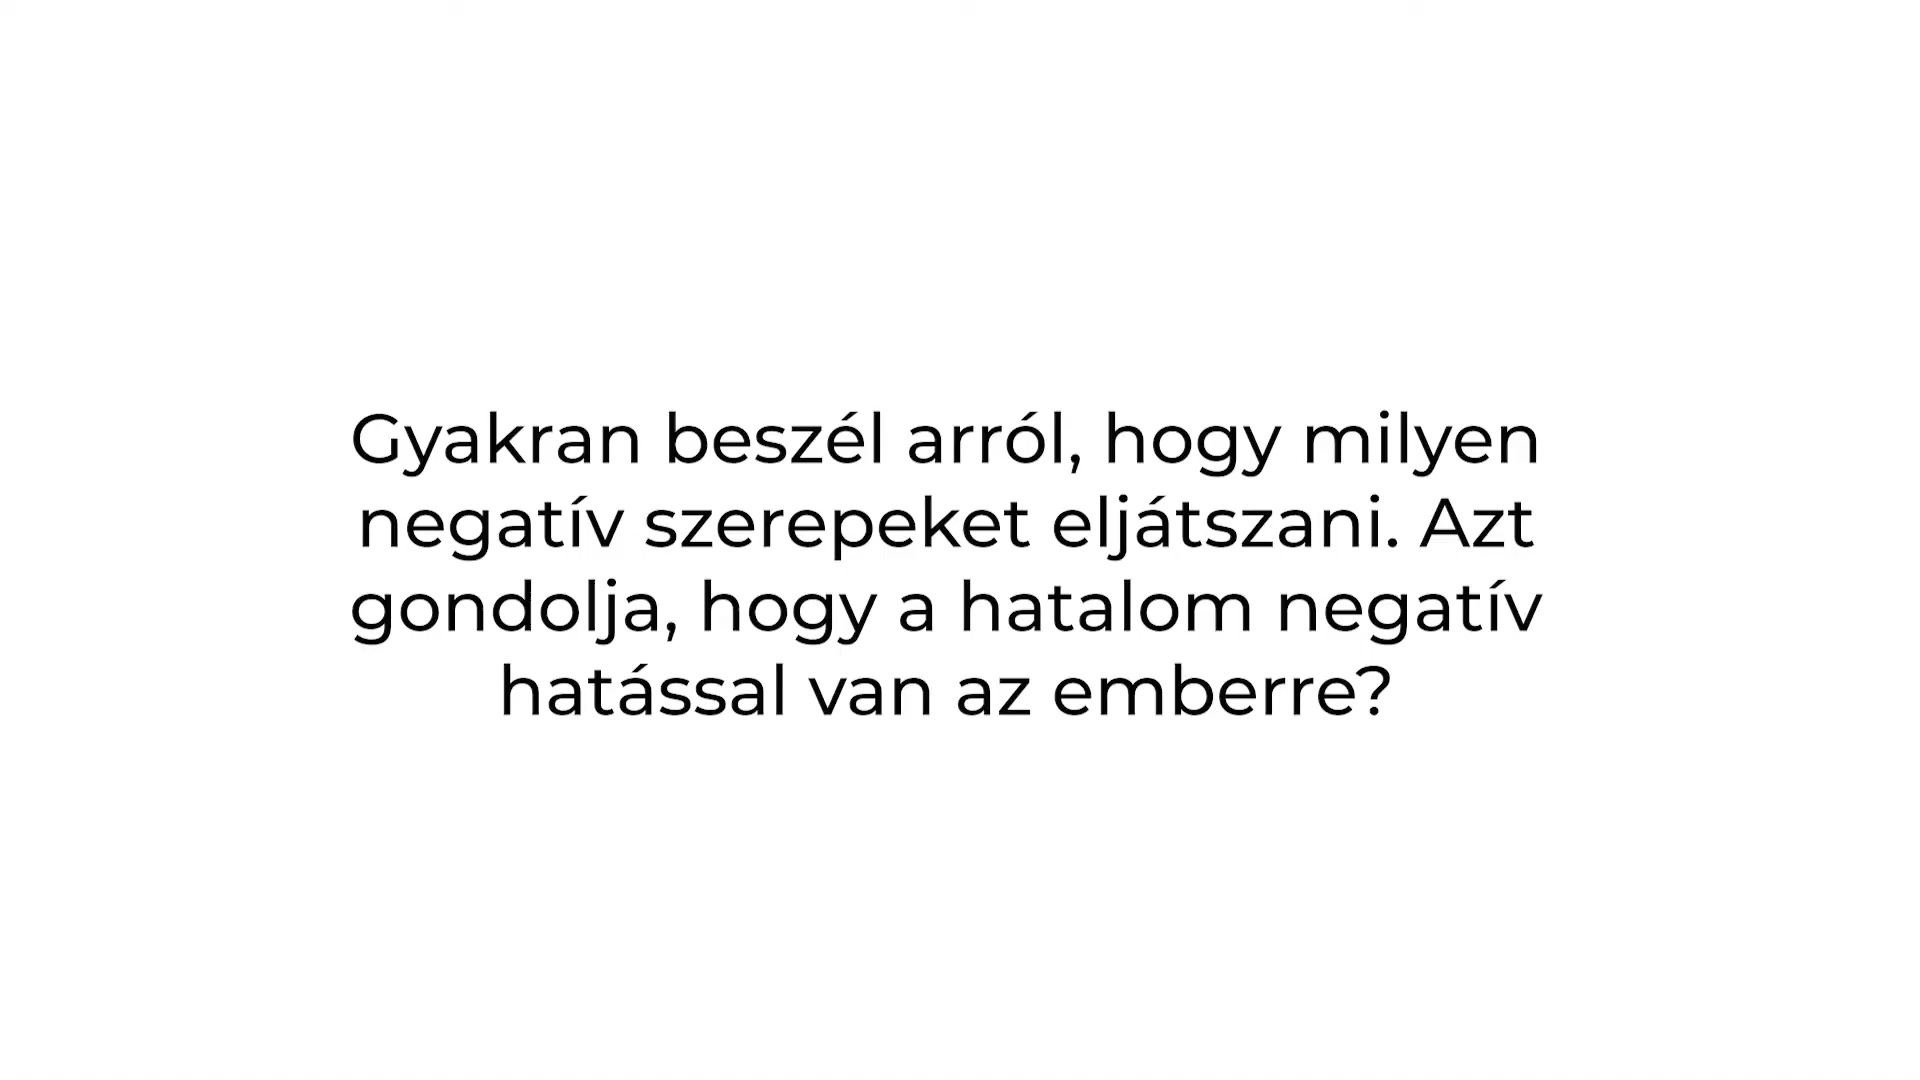 Gyakran beszél arról, hogy milyen
negatív szerepeket eljátszani. Azt
gondolja, hogy a hatalom negatív
hatással van az emberre?